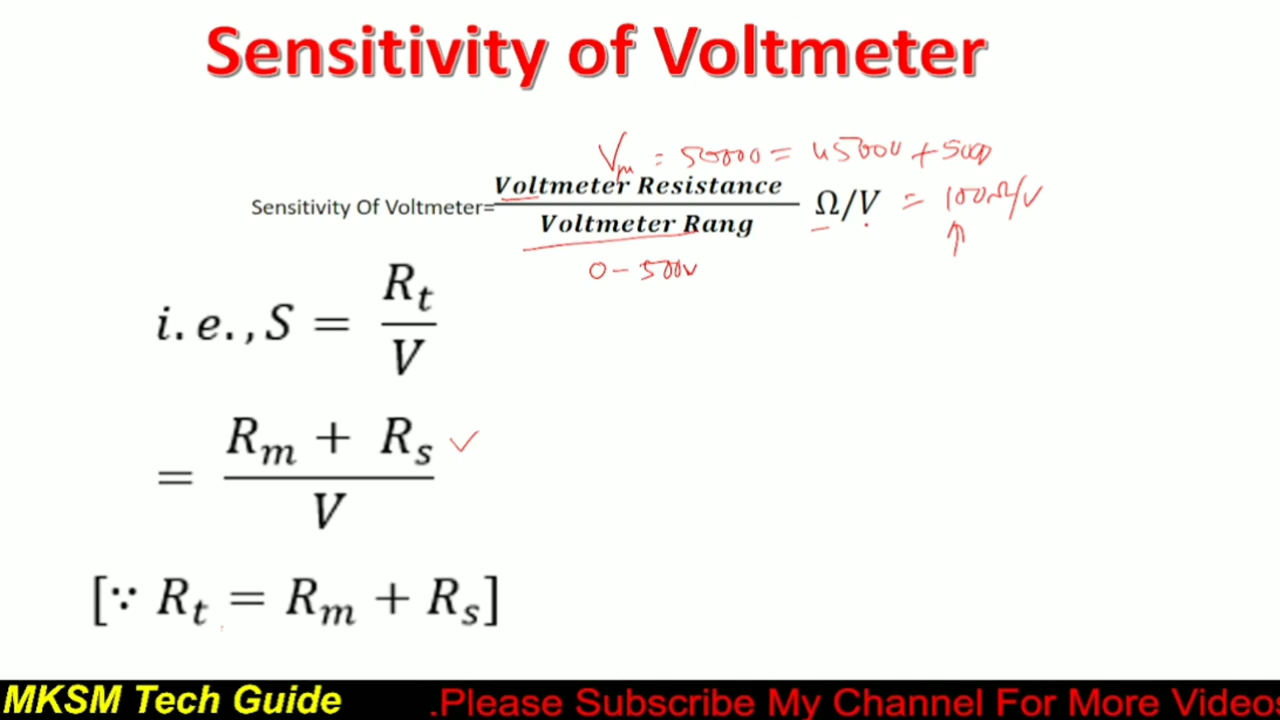 Sensitivity of Voltmeter
Vm = 50000 = 45000 + 5000
Sensitivity Of Voltmeter= Voltmeter Resistance / Voltmeter Rang Ω/V = 100Ω/V
0 - 500v
i.e., S = Rt / V
= Rm + Rs / V
[∵ Rt = Rm + Rs]
MKSM Tech Guide .Please Subscribe My Channel For More Videos